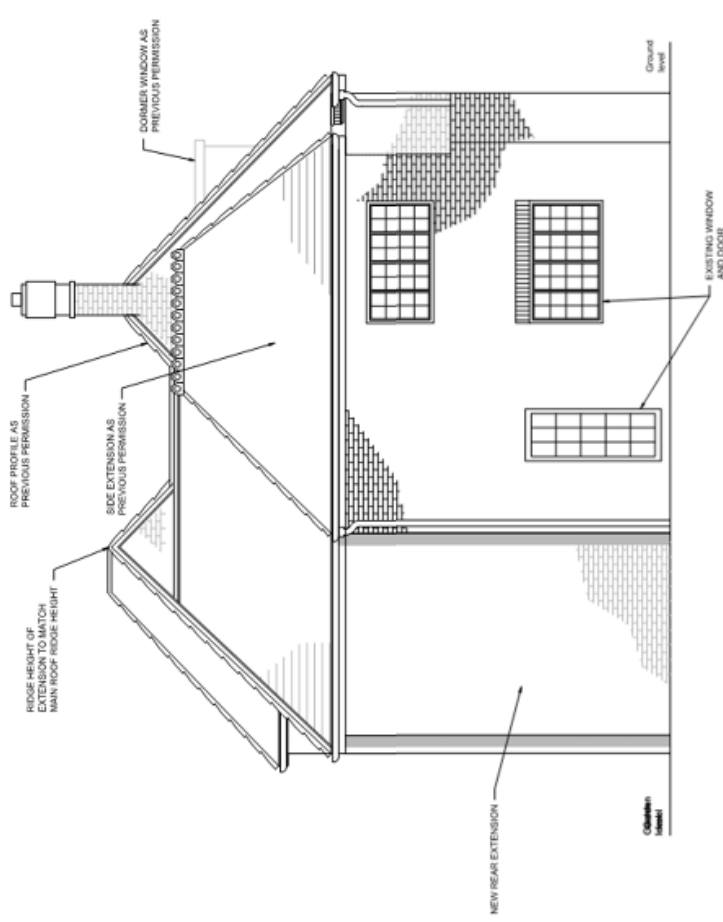 RIDGE HEIGHT OF
EXTENSION TO MATCH
MAIN ROOF RIDGE HEIGHT
ROOF PROFILE AS
PREVIOUS PERMISSION
SIDE EXTENSION AS
PREVIOUS PERMISSION
DORMER WINDOW AS
PREVIOUS PERMISSION
NEW REAR EXTENSION
EXISTING WINDOW
AND DOOR
Ground
level